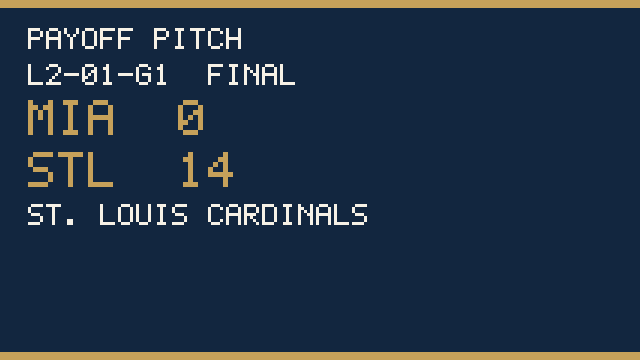 PAYOFF PITCH
L2-01-G1  FINAL
MIA  0
STL  14
ST. LOUIS CARDINALS